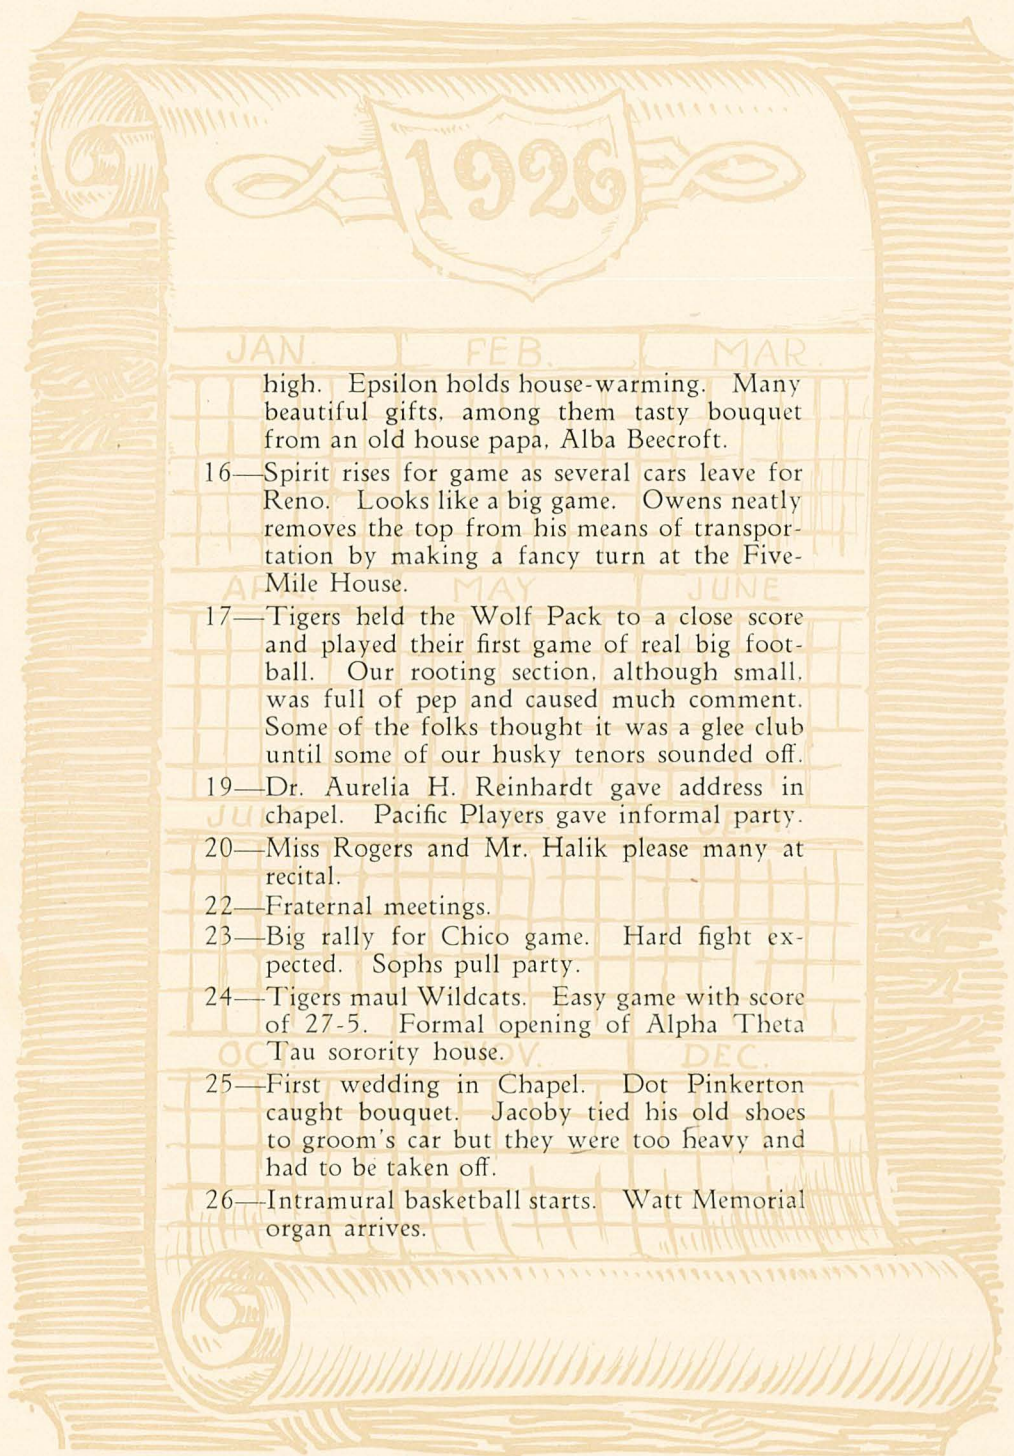 1926
JAN. FEB. MAR.
high. Epsilon holds house-warming. Many
beautiful gifts, among them tasty bouquet
from an old house papa, Alba Beecroft.
16—Spirit rises for game as several cars leave for
Reno. Looks like a big game. Owens neatly
removes the top from his means of transpor-
tation by making a fancy turn at the Five-
Mile House.
MAY JUNE
17—Tigers held the Wolf Pack to a close score
and played their first game of real big foot-
ball. Our rooting section, although small,
was full of pep and caused much comment.
Some of the folks thought it was a glee club
until some of our husky tenors sounded off.
19—Dr. Aurelia H. Reinhardt gave address in
chapel. Pacific Players gave informal party.
20—Miss Rogers and Mr. Halik please many at
recital.
22—Fraternal meetings.
23—Big rally for Chico game. Hard fight ex-
pected. Sophs pull party.
24—Tigers maul Wildcats. Easy game with score
of 27-5. Formal opening of Alpha Theta
Tau sorority house.
OCT. NOV. DEC.
25—First wedding in Chapel. Dot Pinkerton
caught bouquet. Jacoby tied his old shoes
to groom's car but they were too heavy and
had to be taken off.
26—Intramural basketball starts. Watt Memorial
organ arrives.